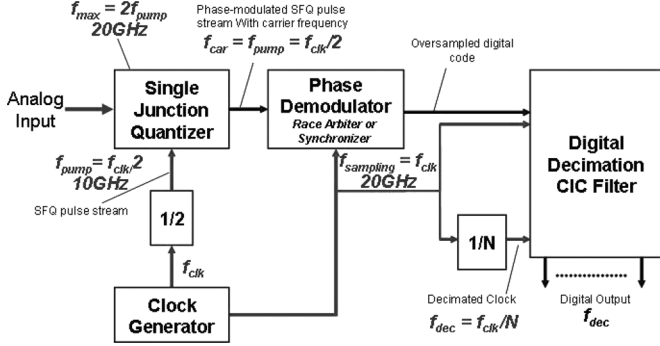 f_max = 2f_pump
20GHz
Phase-modulated SFQ pulse
stream With carrier frequency
f_car = f_pump = f_clk/2
Oversampled digital
code
Analog
Input
Single
Junction
Quantizer
Phase
Demodulator
Race Arbiter or
Synchronizer
Digital
Decimation
CIC Filter
f_pump = f_clk/2
10GHz
SFQ pulse stream
f_sampling = f_clk
20GHz
1/2
1/N
f_clk
Clock
Generator
Decimated Clock
f_dec = f_clk/N
Digital Output
f_dec